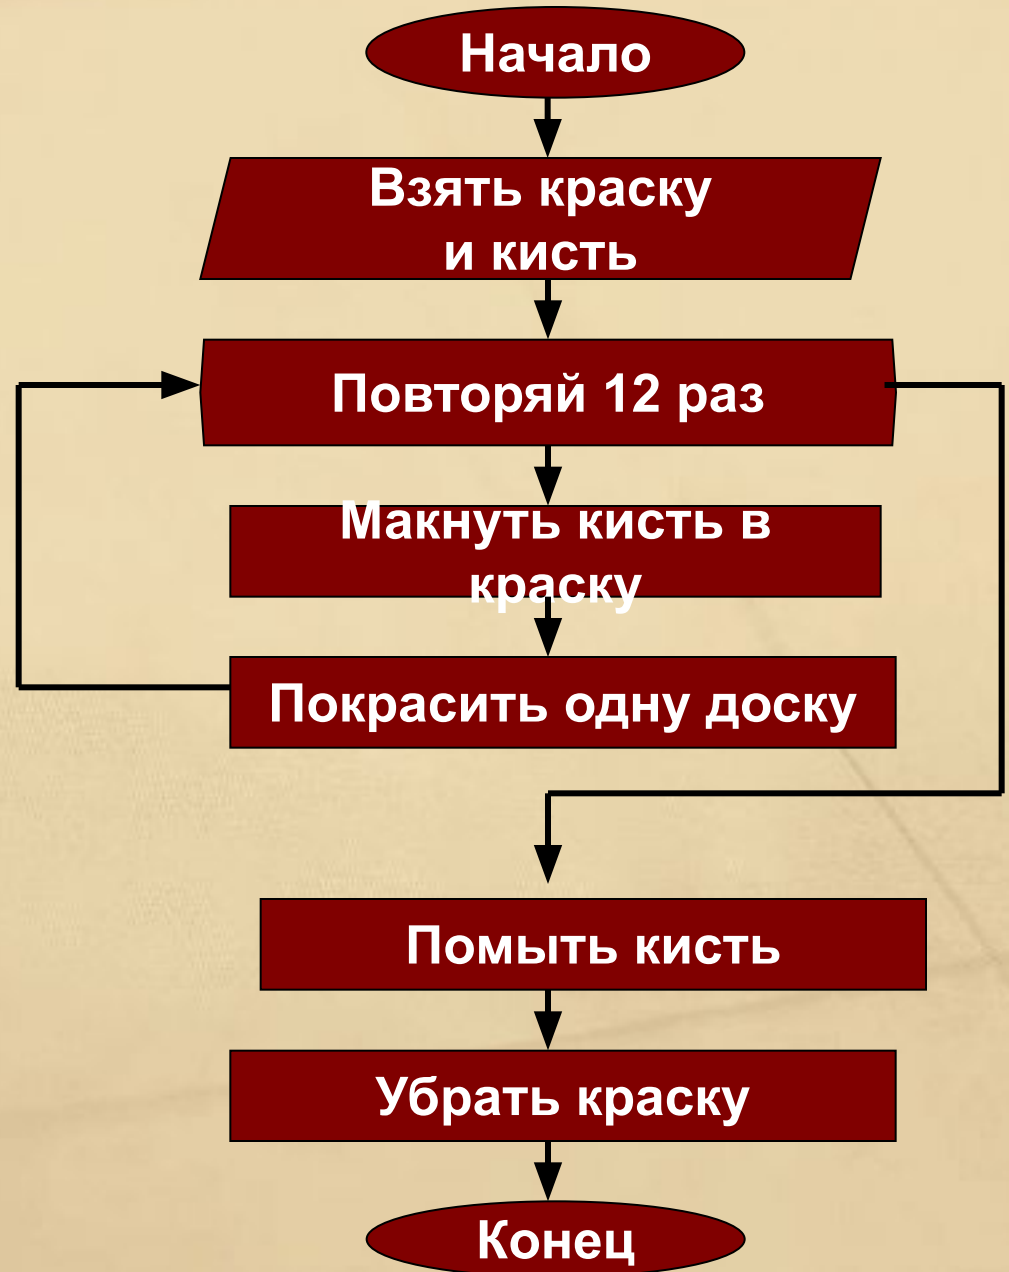 Начало
Взять краску
и кисть
Повторяй 12 раз
Макнуть кисть в
краску
Покрасить одну доску
Помыть кисть
Убрать краску
Конец